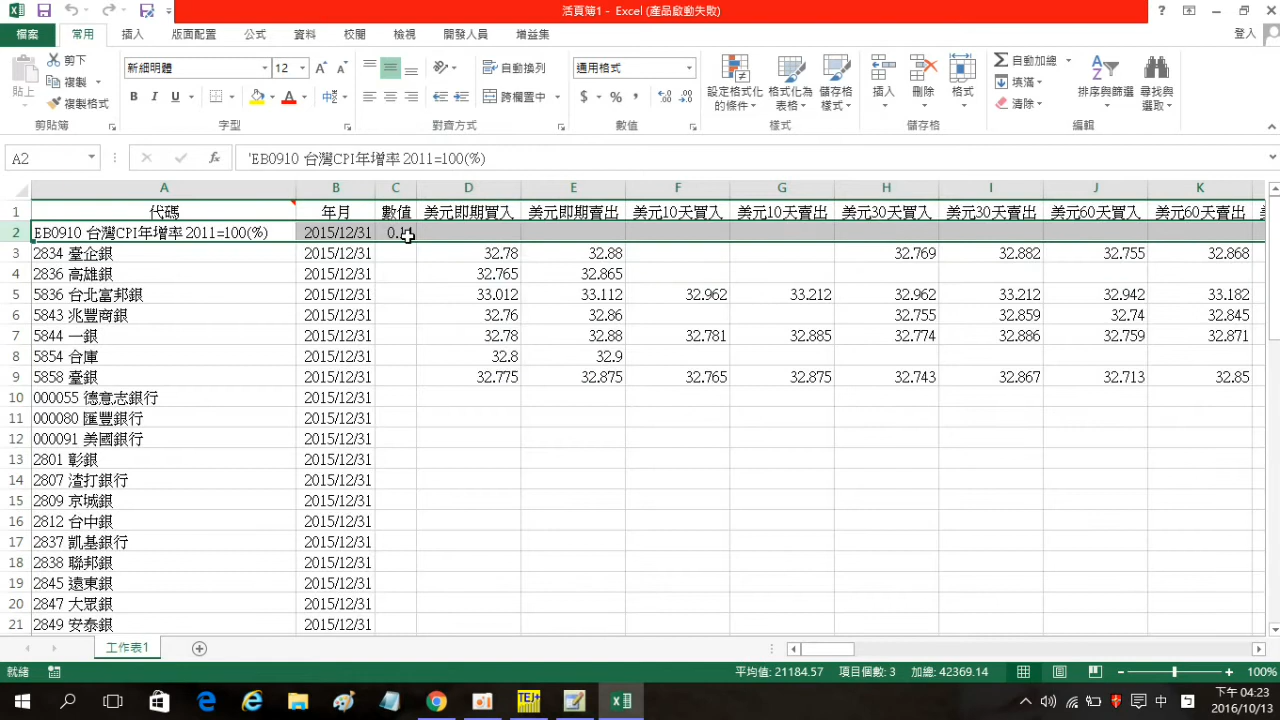 活頁簿1 - Excel (產品啟動失敗)
檔案 常用 插入 版面配置 公式 資料 校閱 檢視 開發人員 增益集 登入
貼上 剪下 複製 複製格式 剪貼簿
新細明體 12 B I U 字型
自動換列 跨欄置中 對齊方式
通用格式 $ % 數值
設定格式化的條件 格式化為表格 儲存格樣式 樣式
插入 刪除 格式 儲存格
自動加總 填滿 清除 排序與篩選 尋找與選取 編輯
A2 fx 'EB0910 台灣CPI年增率 2011=100(%)
A B C D E F G H I J K
1 代碼 年月 數值 美元即期買入 美元即期賣出 美元10天買入 美元10天賣出 美元30天買入 美元30天賣出 美元60天買入 美元60天賣出
2 EB0910 台灣CPI年增率 2011=100(%) 2015/12/31
3 2834 臺企銀 2015/12/31 32.78 32.88 32.769 32.882 32.755 32.868
4 2836 高雄銀 2015/12/31 32.765 32.865
5 5836 台北富邦銀 2015/12/31 33.012 33.112 32.962 33.212 32.962 33.212 32.942 33.182
6 5843 兆豐商銀 2015/12/31 32.76 32.86 32.755 32.859 32.74 32.845
7 5844 一銀 2015/12/31 32.78 32.88 32.781 32.885 32.774 32.886 32.759 32.871
8 5854 合庫 2015/12/31 32.8 32.9
9 5858 臺銀 2015/12/31 32.775 32.875 32.765 32.875 32.743 32.867 32.713 32.85
10 000055 德意志銀行 2015/12/31
11 000080 匯豐銀行 2015/12/31
12 000091 美國銀行 2015/12/31
13 2801 彰銀 2015/12/31
14 2807 渣打銀行 2015/12/31
15 2809 京城銀 2015/12/31
16 2812 台中銀 2015/12/31
17 2837 凱基銀行 2015/12/31
18 2838 聯邦銀 2015/12/31
19 2845 遠東銀 2015/12/31
20 2847 大眾銀 2015/12/31
21 2849 安泰銀 2015/12/31
工作表1
就緒 平均值: 21184.57 項目個數: 3 加總: 42369.14 100%
TEJ+ 中 下午 04:23
2016/10/13